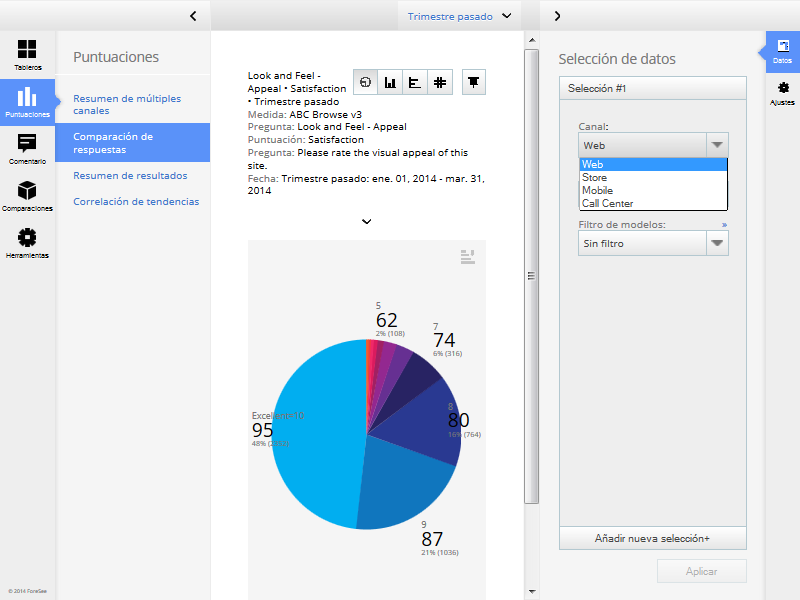 Trimestre pasado
Tableros
Puntuaciones
Comentario
Comparaciones
Herramientas
© 2014 ForeSee
Puntuaciones
Resumen de múltiples
canales
Comparación de
respuestas
Resumen de resultados
Correlación de tendencias
Look and Feel -
Appeal • Satisfaction
• Trimestre pasado
Medida: ABC Browse v3
Pregunta: Look and Feel - Appeal
Puntuación: Satisfaction
Pregunta: Please rate the visual appeal of this
site.
Fecha: Trimestre pasado: ene. 01, 2014 - mar. 31,
2014
5
62
2% (108)
7
74
6% (316)
8
80
16% (764)
Excellent=10
95
48%
9
87
21% (1036)
Selección de datos
Selección #1
Canal:
Web
Web
Store
Mobile
Call Center
Filtro de modelos: »
Sin filtro
Añadir nueva selección+
Aplicar
Datos
Ajustes